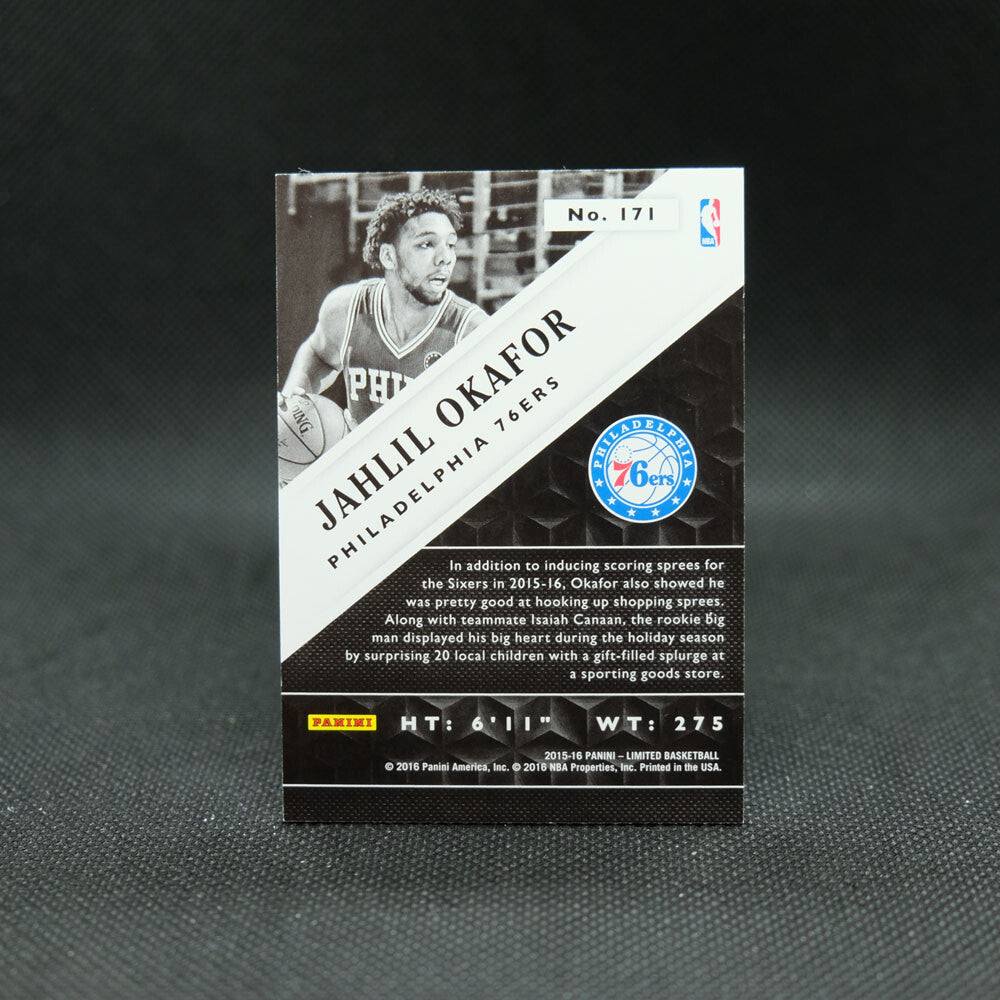 No. 171
NBA
PHI
DING.
JAHLIL OKAFOR
PHILADELPHIA 76ERS
PHILADELPHIA
76ers
In addition to inducing scoring sprees for
the Sixers in 2015-16, Okafor also showed he
was pretty good at hooking up shopping sprees.
Along with teammate Isaiah Canaan, the rookie big
man displayed his big heart during the holiday season
by surprising 20 local children with a gift-filled splurge at
a sporting goods store.
PANINI HT: 6'11" WT: 275
2015-16 PANINI – LIMITED BASKETBALL
© 2016 Panini America, Inc. © 2016 NBA Properties, Inc. Printed in the USA.